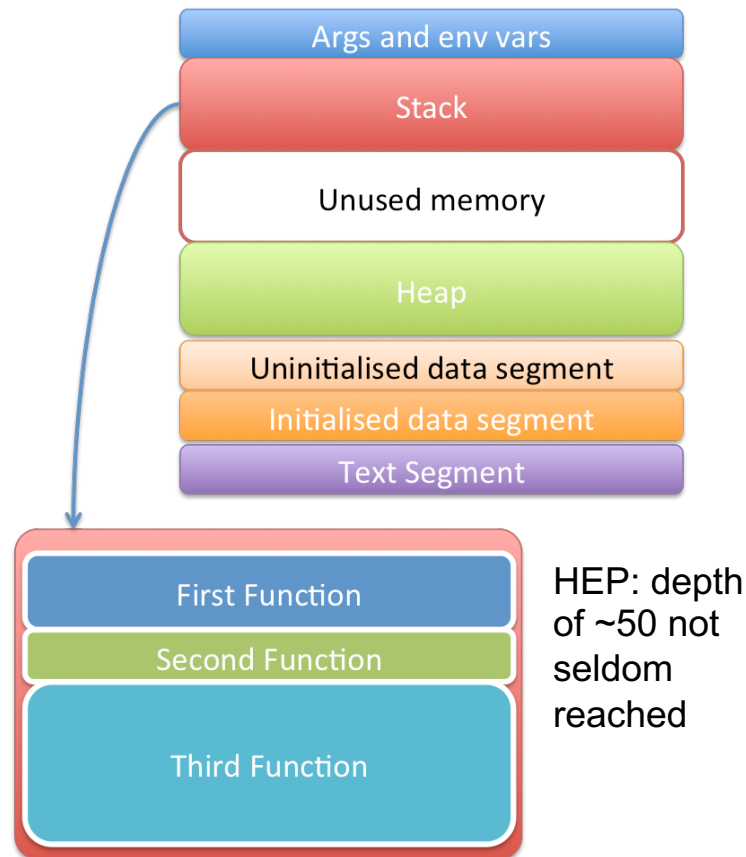 Args and env vars
Stack
Unused memory
Heap
Uninitialised data segment
Initialised data segment
Text Segment
First Function
Second Function
Third Function
HEP: depth
of ~50 not
seldom
reached